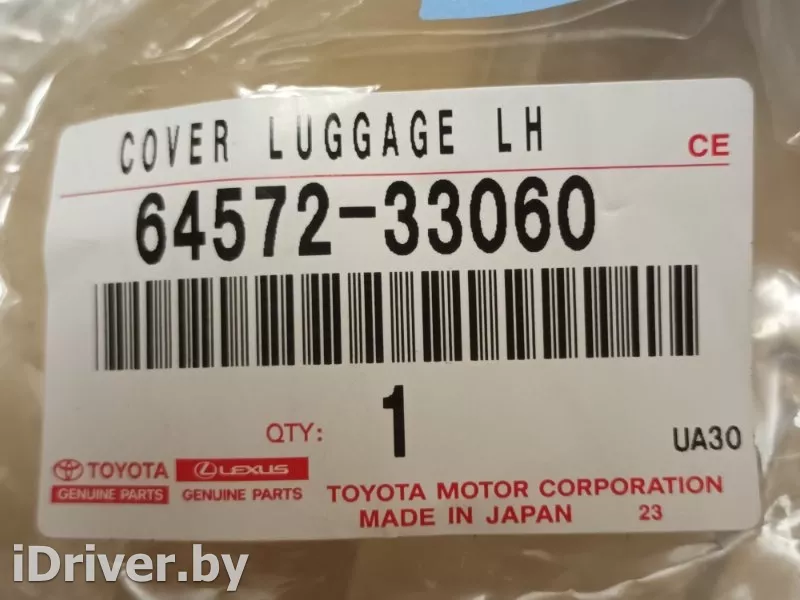 COVER LUGGAGE LH
CE
64572-33060
QTY: 1
UA30
TOYOTA LEXUS
GENUINE PARTS GENUINE PARTS
TOYOTA MOTOR CORPORATION
MADE IN JAPAN 23
iDriver.by